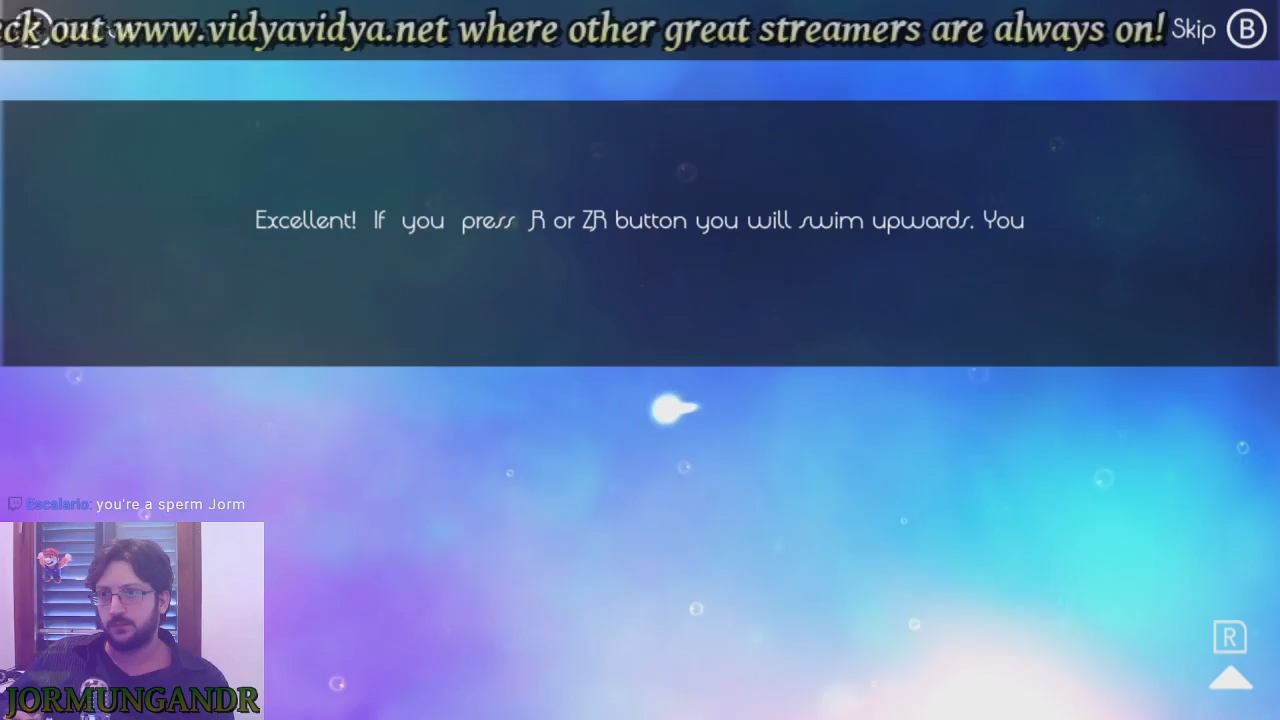 ck out www.vidyavidya.net where other great streamers are always on!
Skip B
Excellent! If you press R or ZR button you will swim upwards. You
Escalario: you're a sperm Jorm
R
JORMUNGANDR